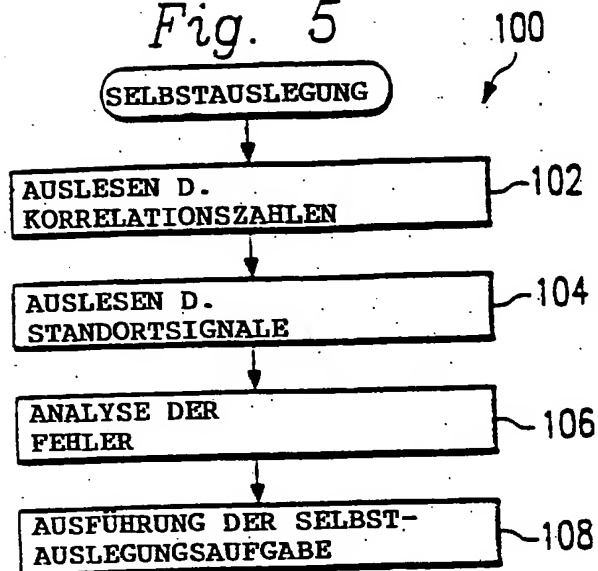 Fig. 5
100
SELBSTAUSLEGUNG
AUSLESEN D.
KORRELATIONSZAHLEN
102
AUSLESEN D.
STANDORTSIGNALE
104
ANALYSE DER
FEHLER
106
AUSFÜHRUNG DER SELBST-
AUSLEGUNGSAUFGABE
108